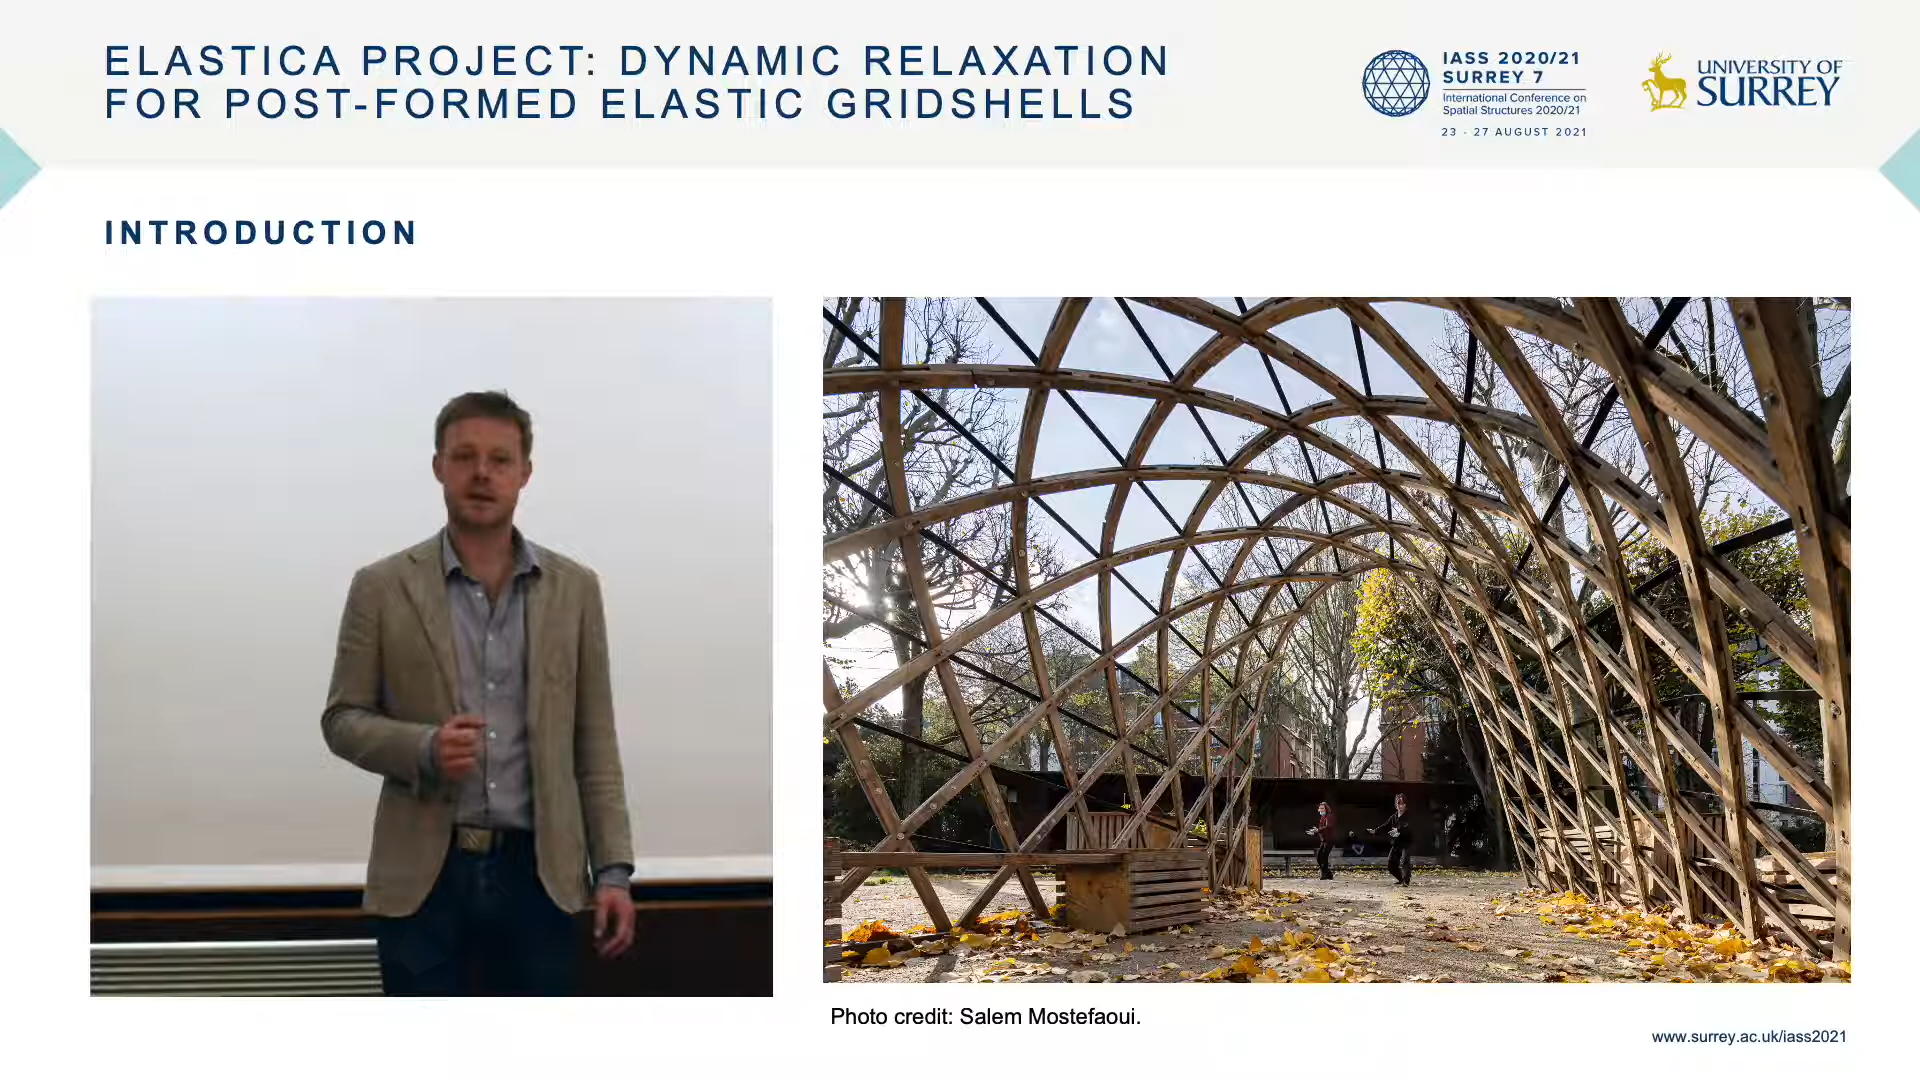 ELASTICA PROJECT: DYNAMIC RELAXATION
FOR POST-FORMED ELASTIC GRIDSHELLS
IASS 2020/21
SURREY 7
International Conference on
Spatial Structures 2020/21
23 - 27 AUGUST 2021
UNIVERSITY OF
SURREY
INTRODUCTION
Photo credit: Salem Mostefaoui.
www.surrey.ac.uk/iass2021